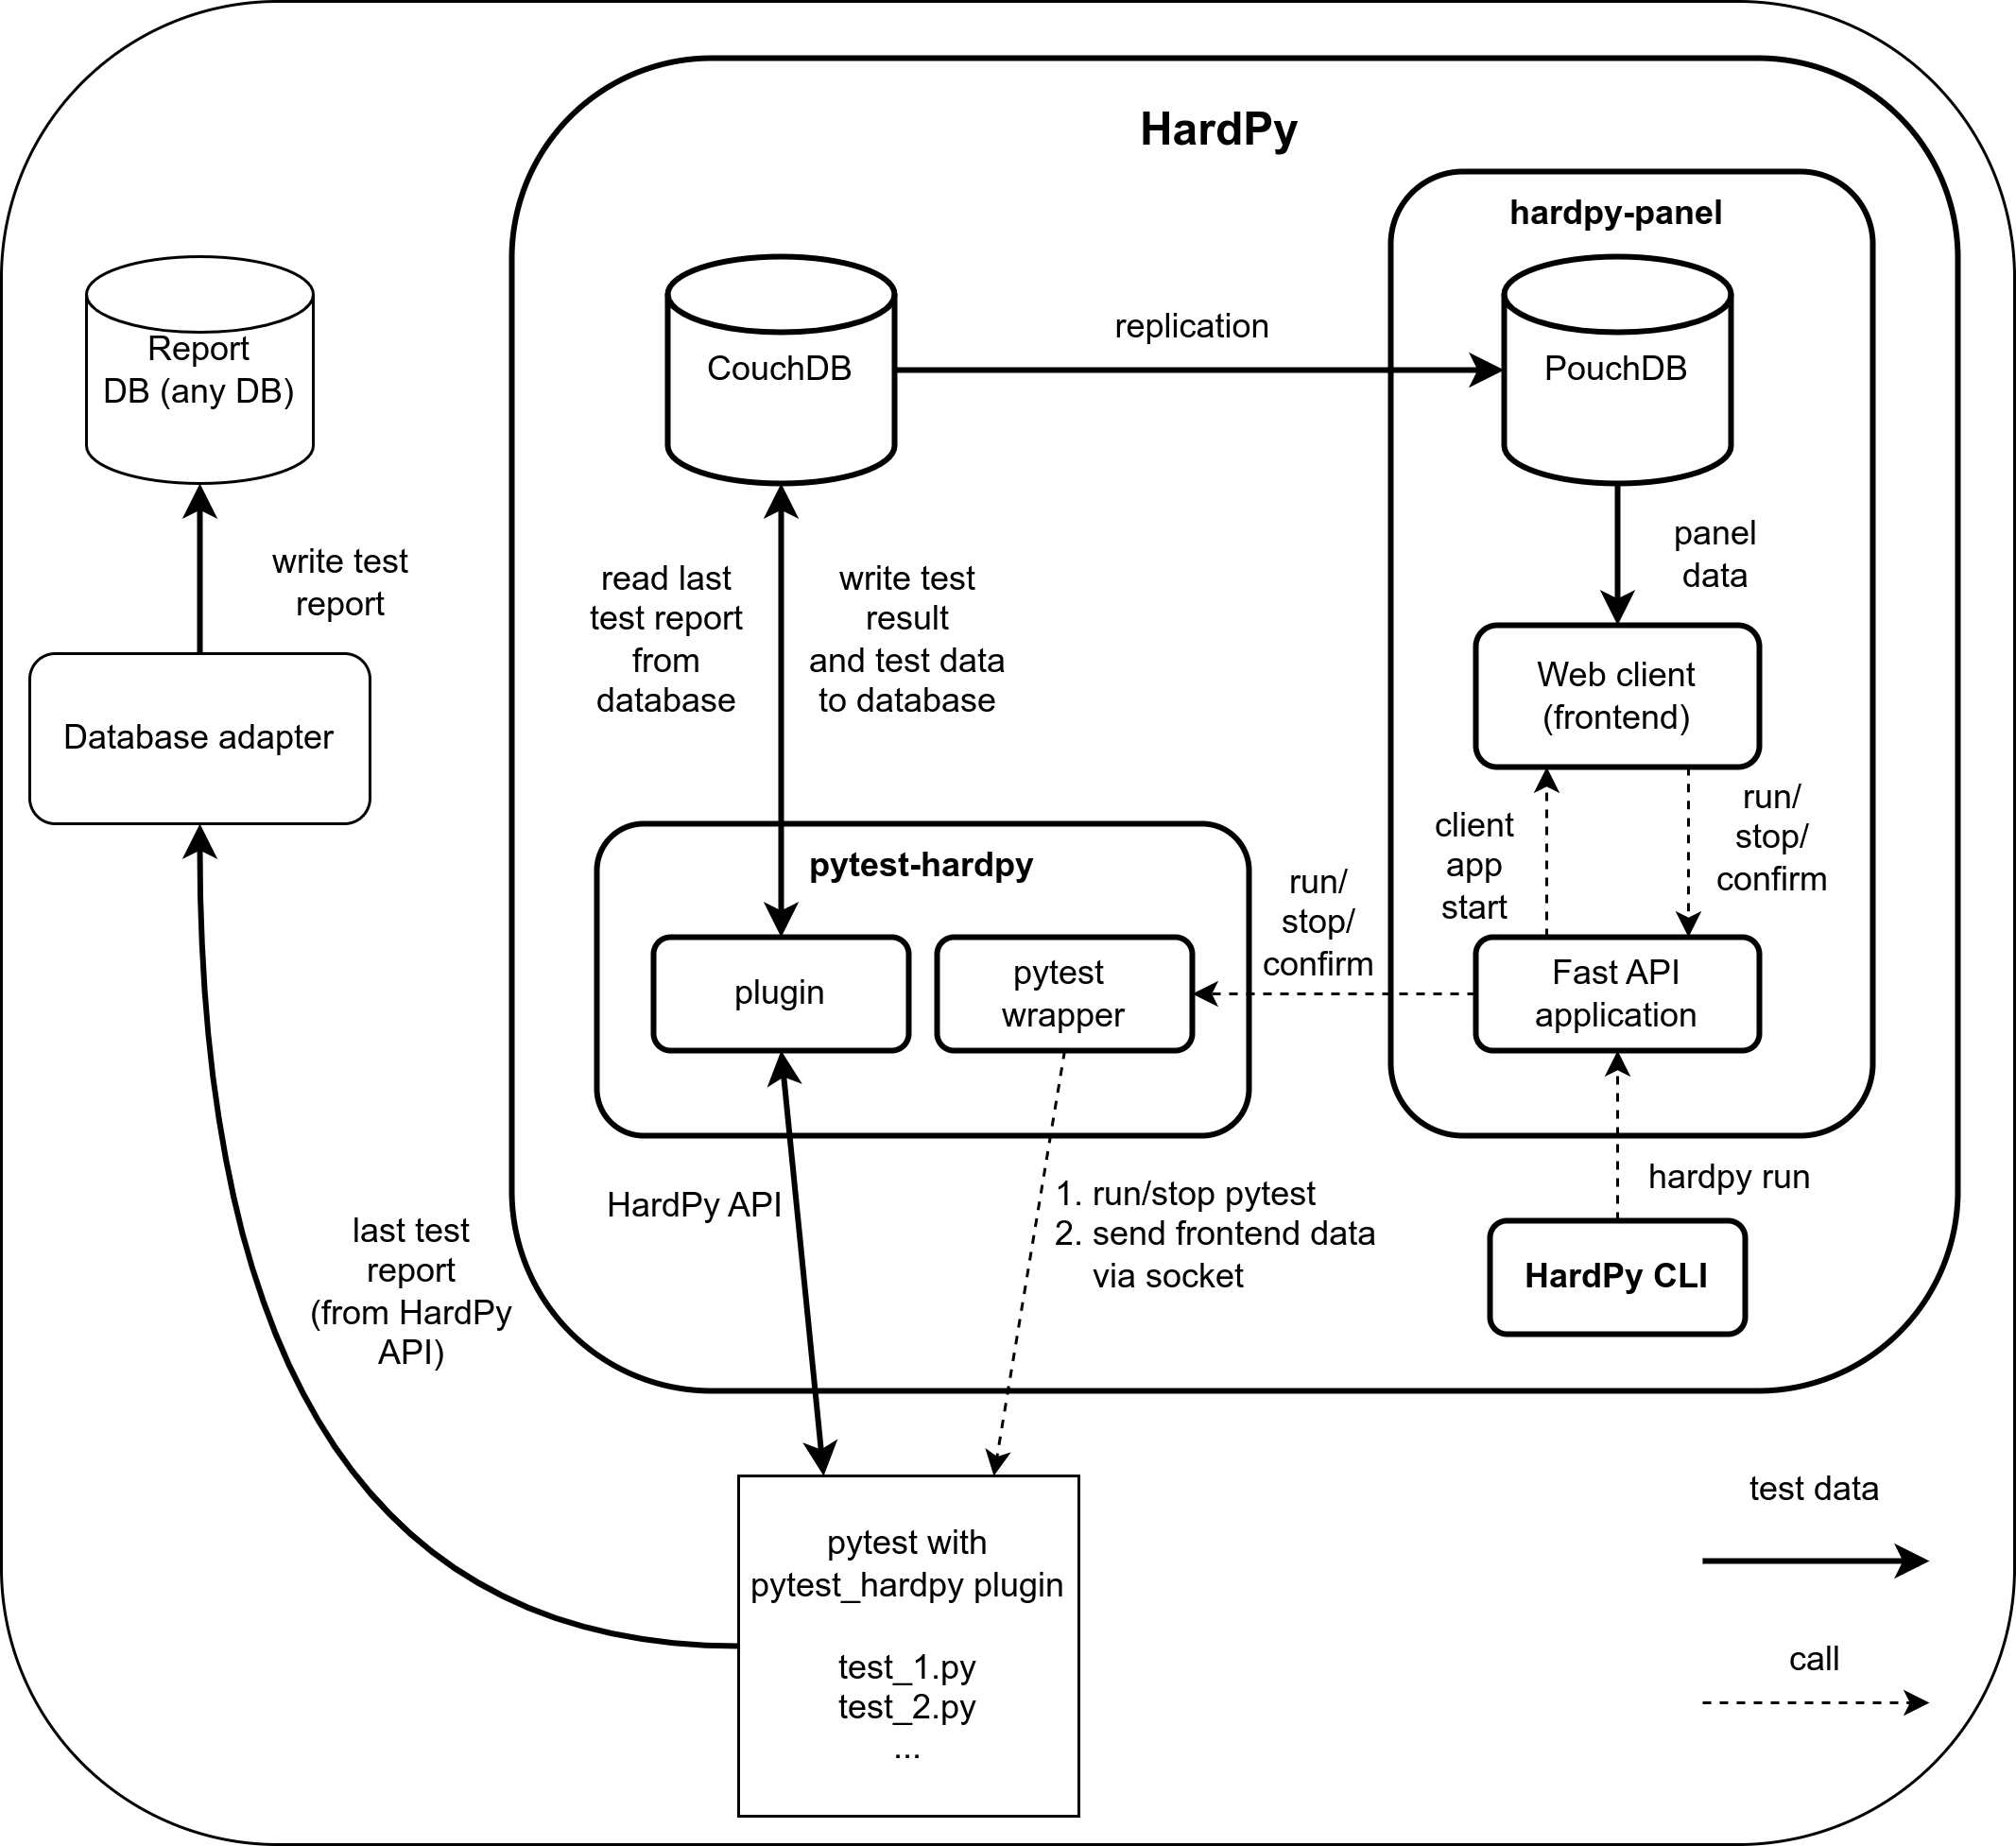 HardPy
hardpy-panel
Report
DB (any DB)
CouchDB
replication
PouchDB
write test
report
read last
test report
from
database
write test
result
and test data
to database
panel
data
Database adapter
Web client
(frontend)
client
app
start
run/
stop/
confirm
pytest-hardpy
run/
stop/
confirm
plugin
pytest
wrapper
Fast API
application
HardPy API
1. run/stop pytest
2. send frontend data
via socket
hardpy run
HardPy CLI
last test
report
(from HardPy
API)
pytest with
pytest_hardpy plugin
test_1.py
test_2.py
...
test data
call